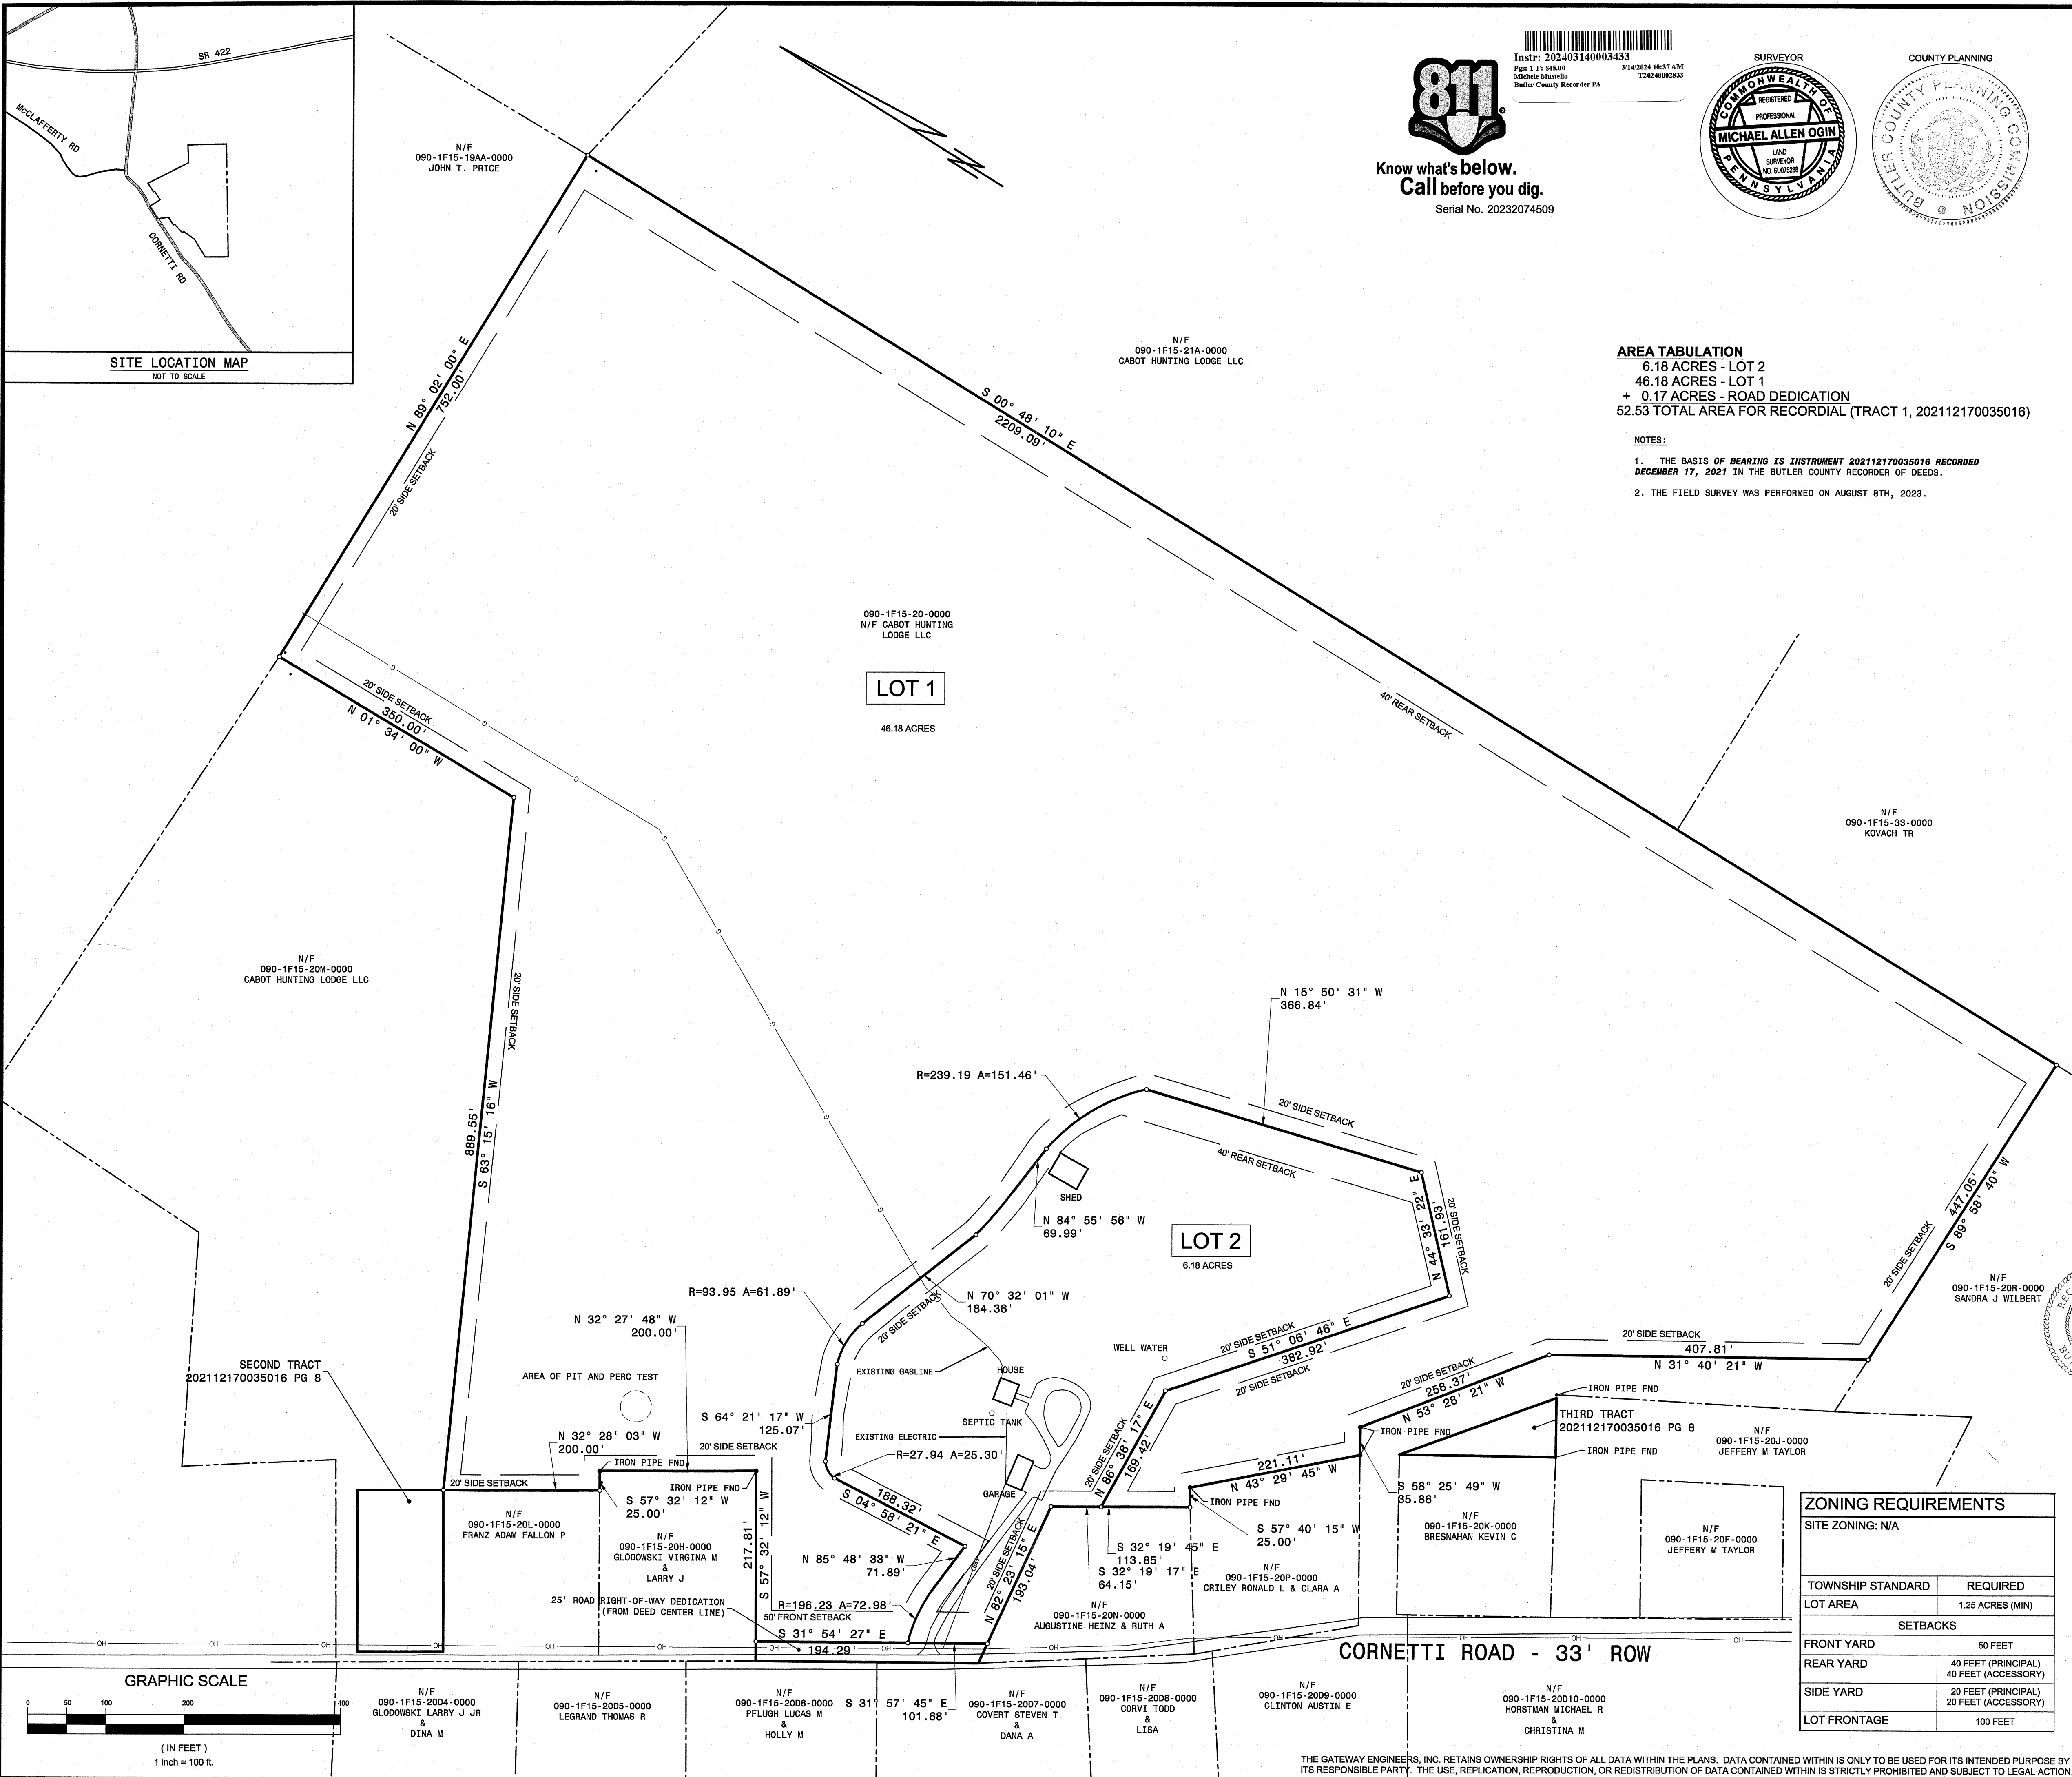 SR 422
McCLAFFERTY RD
CORNETTI RD
SITE LOCATION MAP
NOT TO SCALE
N/F
090-1F15-19AA-0000
JOHN T. PRICE
811
Know what's below.
Call before you dig.
Serial No. 20232074509
Instr: 202403140003433
Pgs: 1 F: $45.00 3/14/2024 10:37 AM
Michele Mustello T20240002833
Butler County Recorder PA
SURVEYOR
COMMONWEALTH OF
REGISTERED
PROFESSIONAL
MICHAEL ALLEN OGIN
LAND
SURVEYOR
NO. SU075288
PENNSYLVANIA
COUNTY PLANNING
BUTLER COUNTY PLANNING COMMISSION
N/F
090-1F15-21A-0000
CABOT HUNTING LODGE LLC
AREA TABULATION
6.18 ACRES - LOT 2
46.18 ACRES - LOT 1
+ 0.17 ACRES - ROAD DEDICATION
52.53 TOTAL AREA FOR RECORDIAL (TRACT 1, 202112170035016)
NOTES:
1. THE BASIS OF BEARING IS INSTRUMENT 202112170035016 RECORDED
DECEMBER 17, 2021 IN THE BUTLER COUNTY RECORDER OF DEEDS.
2. THE FIELD SURVEY WAS PERFORMED ON AUGUST 8TH, 2023.
N 89° 02' 00" E
752.00'
20' SIDE SETBACK
S 00° 48' 10" E
2209.09'
090-1F15-20-0000
N/F CABOT HUNTING
LODGE LLC
LOT 1
46.18 ACRES
40' REAR SETBACK
20' SIDE SETBACK
350.00'
N 01° 34' 00" W
G
G
G
G
G
G
G
G
N/F
090-1F15-33-0000
KOVACH TR
N/F
090-1F15-20M-0000
CABOT HUNTING LODGE LLC
20' SIDE SETBACK
889.55'
S 63° 15' 16" W
N 15° 50' 31" W
366.84'
R=239.19 A=151.46'
20' SIDE SETBACK
40' REAR SETBACK
SHED
N 84° 55' 56" W
69.99'
LOT 2
6.18 ACRES
N 44° 33' 22" E
161.93'
20' SIDE SETBACK
447.05'
S 89° 58' 40" W
20' SIDE SETBACK
N/F
090-1F15-20R-0000
SANDRA J WILBERT
R=93.95 A=61.89'
N 70° 32' 01" W
184.36'
20' SIDE SETBACK
N 32° 27' 48" W
200.00'
20' SIDE SETBACK
S 51° 06' 46" E
382.92'
20' SIDE SETBACK
WELL WATER
20' SIDE SETBACK
407.81'
N 31° 40' 21" W
SECOND TRACT
202112170035016 PG 8
AREA OF PIT AND PERC TEST
EXISTING GASLINE
HOUSE
20' SIDE SETBACK
258.37'
N 53° 28' 21" W
IRON PIPE FND
THIRD TRACT
202112170035016 PG 8
S 64° 21' 17" W
125.07'
SEPTIC TANK
EXISTING ELECTRIC
R=27.94 A=25.30'
N 32° 28' 03" W
200.00'
20' SIDE SETBACK
IRON PIPE FND
IRON PIPE FND
IRON PIPE FND
N/F
090-1F15-20J-0000
JEFFERY M TAYLOR
20' SIDE SETBACK
N 86° 36' 17" E
169.42'
221.11'
N 43° 29' 45" W
20' SIDE SETBACK
IRON PIPE FND
S 57° 32' 12" W
25.00'
GARAGE
188.32'
S 04° 58' 21" E
IRON PIPE FND
S 58° 25' 49" W
35.86'
N/F
090-1F15-20L-0000
FRANZ ADAM FALLON P
N/F
090-1F15-20H-0000
GLODOWSKI VIRGINA M
&
LARRY J
217.81'
S 57° 32' 12" W
N 85° 48' 33" W
71.89'
20' SIDE SETBACK
N 82° 23' 15" E
193.04'
OH
S 32° 19' 45" E
113.85'
S 32° 19' 17" E
64.15'
S 57° 40' 15" W
25.00'
N/F
090-1F15-20P-0000
CRILEY RONALD L & CLARA A
N/F
090-1F15-20K-0000
BRESNAHAN KEVIN C
N/F
090-1F15-20F-0000
JEFFERY M TAYLOR
25' ROAD RIGHT-OF-WAY DEDICATION
(FROM DEED CENTER LINE)
R=196.23 A=72.98'
50' FRONT SETBACK
S 31° 54' 27" E
194.29'
N/F
090-1F15-20N-0000
AUGUSTINE HEINZ & RUTH A
OH OH OH OH OH OH OH OH OH OH OH OH OH OH
CORNETTI ROAD - 33' ROW
ZONING REQUIREMENTS
SITE ZONING: N/A
TOWNSHIP STANDARD REQUIRED
LOT AREA 1.25 ACRES (MIN)
SETBACKS
FRONT YARD 50 FEET
REAR YARD 40 FEET (PRINCIPAL)
40 FEET (ACCESSORY)
SIDE YARD 20 FEET (PRINCIPAL)
20 FEET (ACCESSORY)
LOT FRONTAGE 100 FEET
GRAPHIC SCALE
0 50 100 200 400
( IN FEET )
1 inch = 100 ft.
N/F
090-1F15-20D4-0000
GLODOWSKI LARRY J JR
&
DINA M
N/F
090-1F15-20D5-0000
LEGRAND THOMAS R
N/F
090-1F15-20D6-0000
PFLUGH LUCAS M
&
HOLLY M
S 31° 57' 45" E
101.68'
N/F
090-1F15-20D7-0000
COVERT STEVEN T
&
DANA A
N/F
090-1F15-20D8-0000
CORVI TODD
&
LISA
N/F
090-1F15-20D9-0000
CLINTON AUSTIN E
N/F
090-1F15-20D10-0000
HORSTMAN MICHAEL R
&
CHRISTINA M
THE GATEWAY ENGINEERS, INC. RETAINS OWNERSHIP RIGHTS OF ALL DATA WITHIN THE PLANS. DATA CONTAINED WITHIN IS ONLY TO BE USED FOR ITS INTENDED PURPOSE BY
ITS RESPONSIBLE PARTY. THE USE, REPLICATION, REPRODUCTION, OR REDISTRIBUTION OF DATA CONTAINED WITHIN IS STRICTLY PROHIBITED AND SUBJECT TO LEGAL ACTION